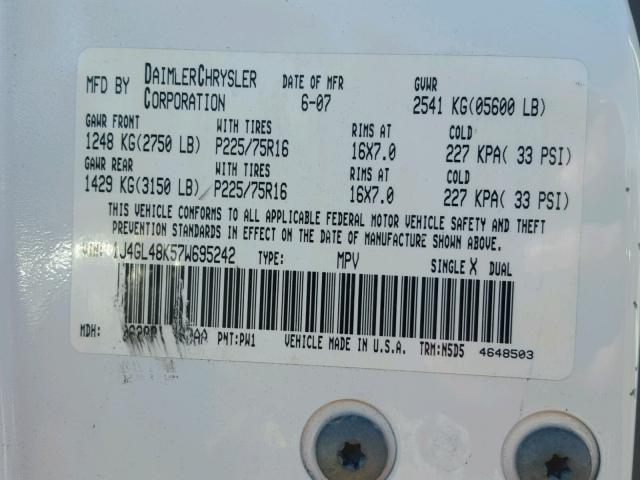 MFD BY DAIMLERCHRYSLER CORPORATION DATE OF MFR 6-07 GVWR 2541 KG(05600 LB)
GAWR FRONT WITH TIRES RIMS AT COLD
1248 KG(2750 LB) P225/75R16 16X7.0 227 KPA( 33 PSI)
GAWR REAR WITH TIRES RIMS AT COLD
1429 KG(3150 LB) P225/75R16 16X7.0 227 KPA( 33 PSI)
THIS VEHICLE CONFORMS TO ALL APPLICABLE FEDERAL MOTOR VEHICLE SAFETY AND THEFT
PREVENTION STANDARDS IN EFFECT ON THE DATE OF MANUFACTURE SHOWN ABOVE.
VIN: 1J4GL48K57W695242 TYPE: MPV SINGLE X DUAL
MDH: PNT:PW1 VEHICLE MADE IN U.S.A. TRM:N5D5 4648503